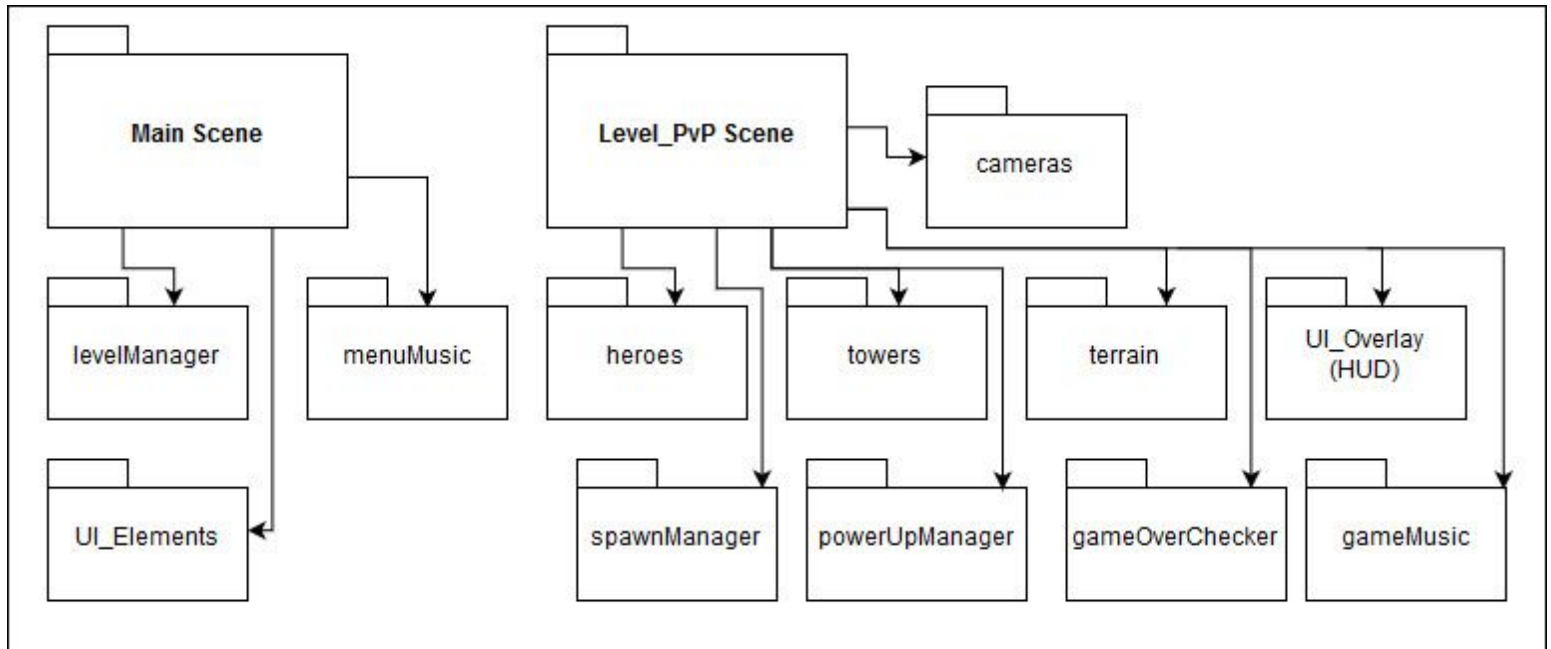 Main Scene
Level_PvP Scene
cameras
levelManager
menuMusic
heroes
towers
terrain
UI_Overlay
(HUD)
UI_Elements
spawnManager
powerUpManager
gameOverChecker
gameMusic